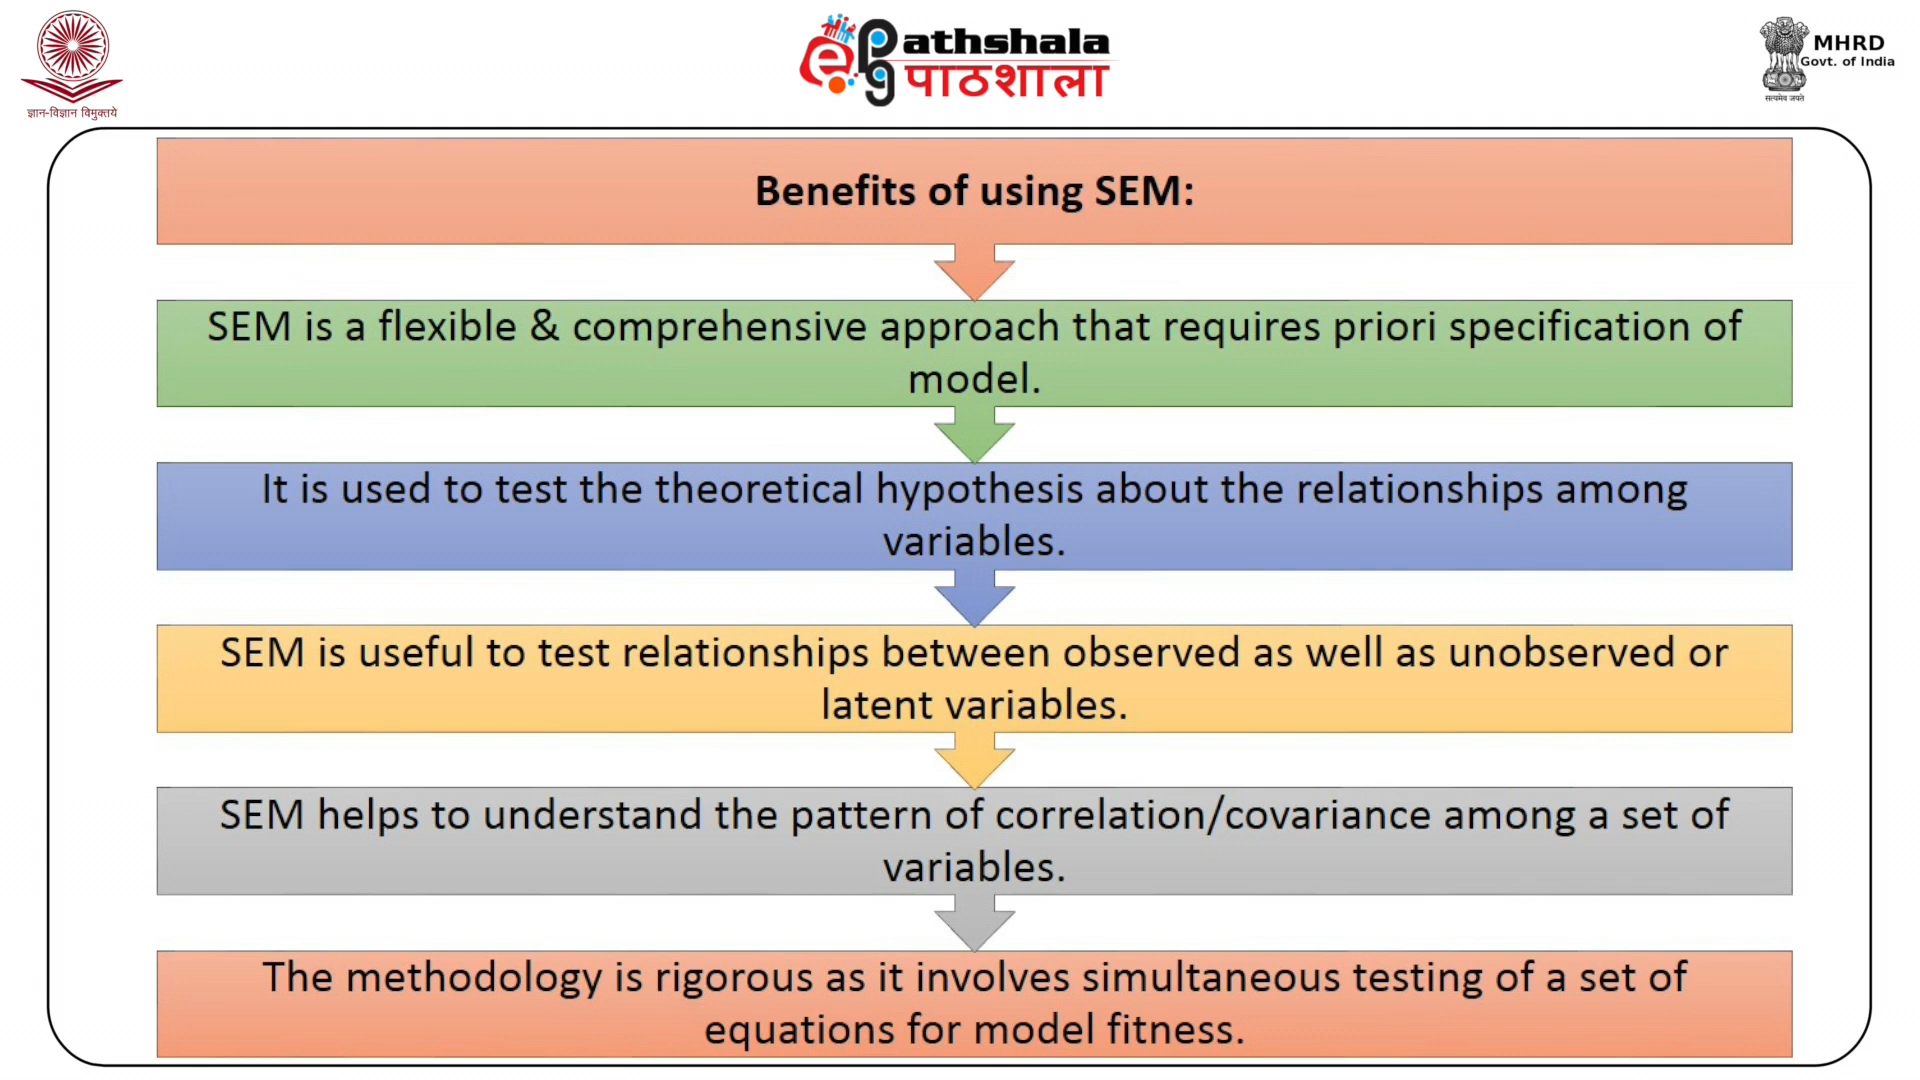 ज्ञान-विज्ञान विमुक्तये
e Pg athshala
पाठशाला
MHRD
Govt. of India
सत्यमेव जयते
Benefits of using SEM:
SEM is a flexible & comprehensive approach that requires priori specification of
model.
It is used to test the theoretical hypothesis about the relationships among
variables.
SEM is useful to test relationships between observed as well as unobserved or
latent variables.
SEM helps to understand the pattern of correlation/covariance among a set of
variables.
The methodology is rigorous as it involves simultaneous testing of a set of
equations for model fitness.